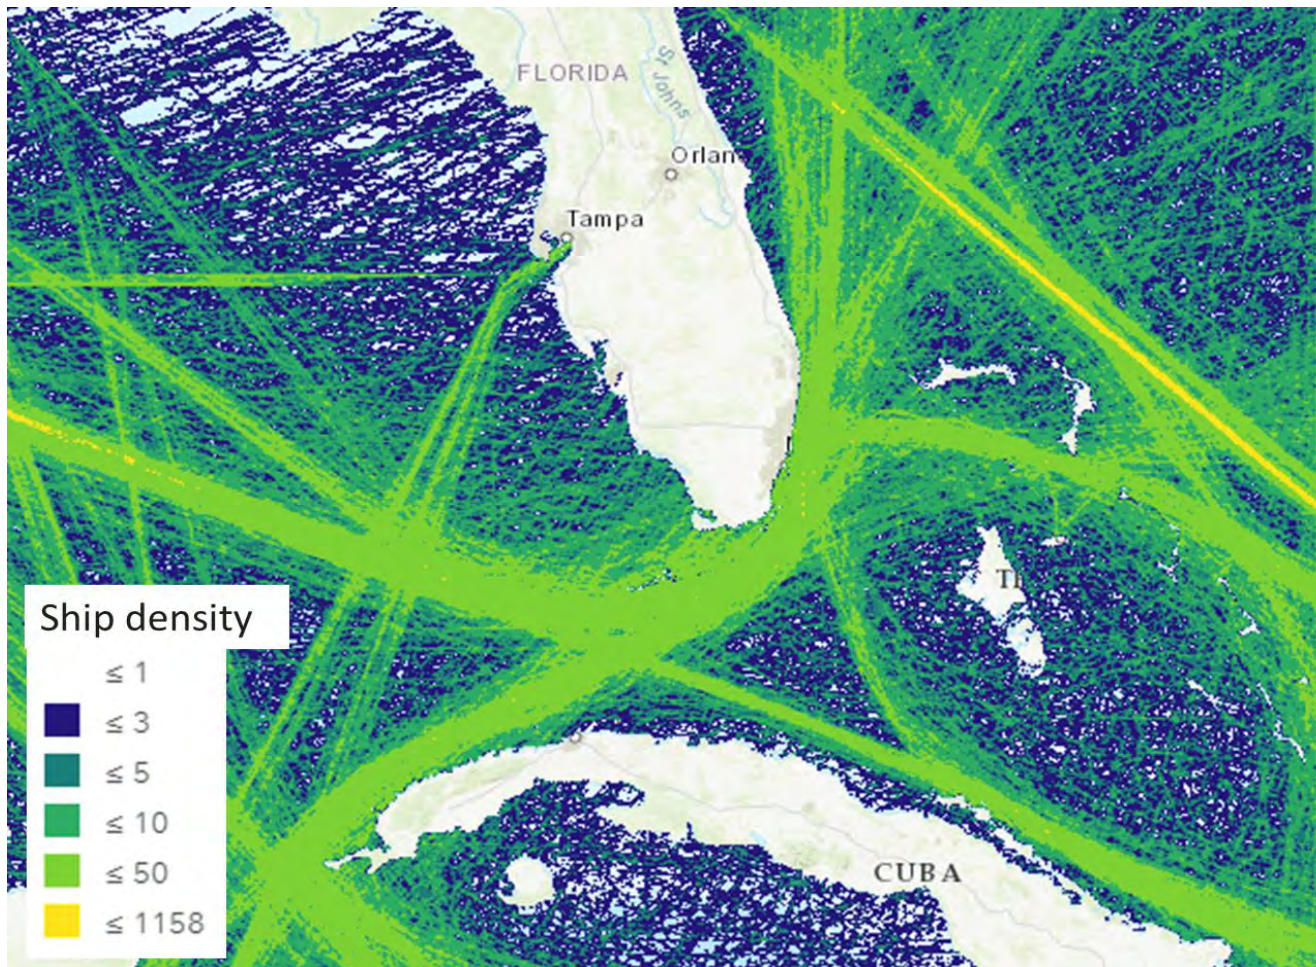 FLORIDA
St Johns
Orlan
Tampa
Ship density
≤ 1
≤ 3
≤ 5
≤ 10
≤ 50
≤ 1158
CUBA